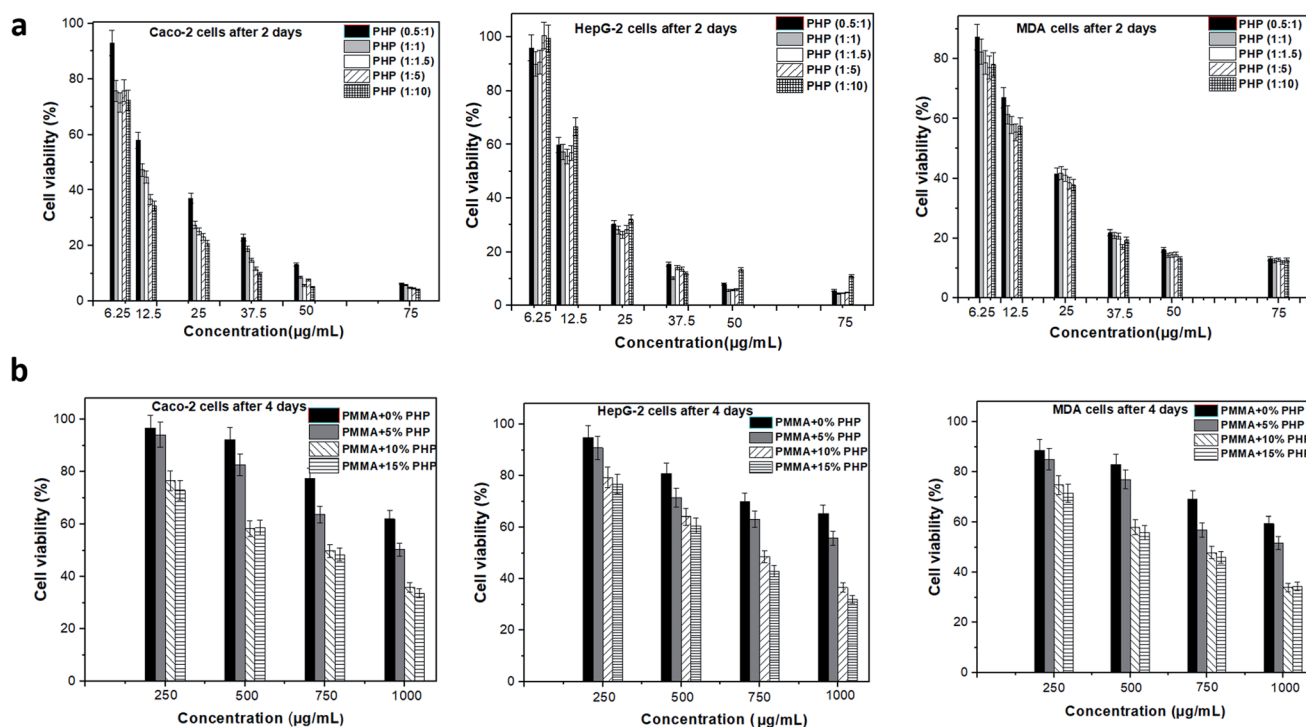 a
Caco-2 cells after 2 days
PHP (0.5:1)
PHP (1:1)
PHP (1:1.5)
PHP (1:5)
PHP (1:10)
Cell viability (%)
100
80
60
40
20
0
6.25 12.5 25 37.5 50 75
Concentration(µg/mL)
HepG-2 cells after 2 days
PHP (0.5:1)
PHP (1:1)
PHP (1:1.5)
PHP (1:5)
PHP (1:10)
Cell viability (%)
100
80
60
40
20
0
6.25 12.5 25 37.5 50 75
Concentration(µg/mL)
MDA cells after 2 days
PHP (0.5:1)
PHP (1:1)
PHP (1:1.5)
PHP (1:5)
PHP (1:10)
Cell viability (%)
80
60
40
20
0
6.25 12.5 25 37.5 50 75
Concentration(µg/mL)
b
Caco-2 cells after 4 days
PMMA+0% PHP
PMMA+5% PHP
PMMA+10% PHP
PMMA+15% PHP
Cell viability (%)
100
80
60
40
20
0
250 500 750 1000
Concentration (µg/mL)
HepG-2 cells after 4 days
PMMA+0% PHP
PMMA+5% PHP
PMMA+10% PHP
PMMA+15% PHP
Cell viability (%)
100
80
60
40
20
0
250 500 750 1000
Concentration (µg/mL)
MDA cells after 4 days
PMMA+0% PHP
PMMA+5% PHP
PMMA+10% PHP
PMMA+15% PHP
Cell viability (%)
100
80
60
40
20
0
250 500 750 1000
Concentration (µg/mL)